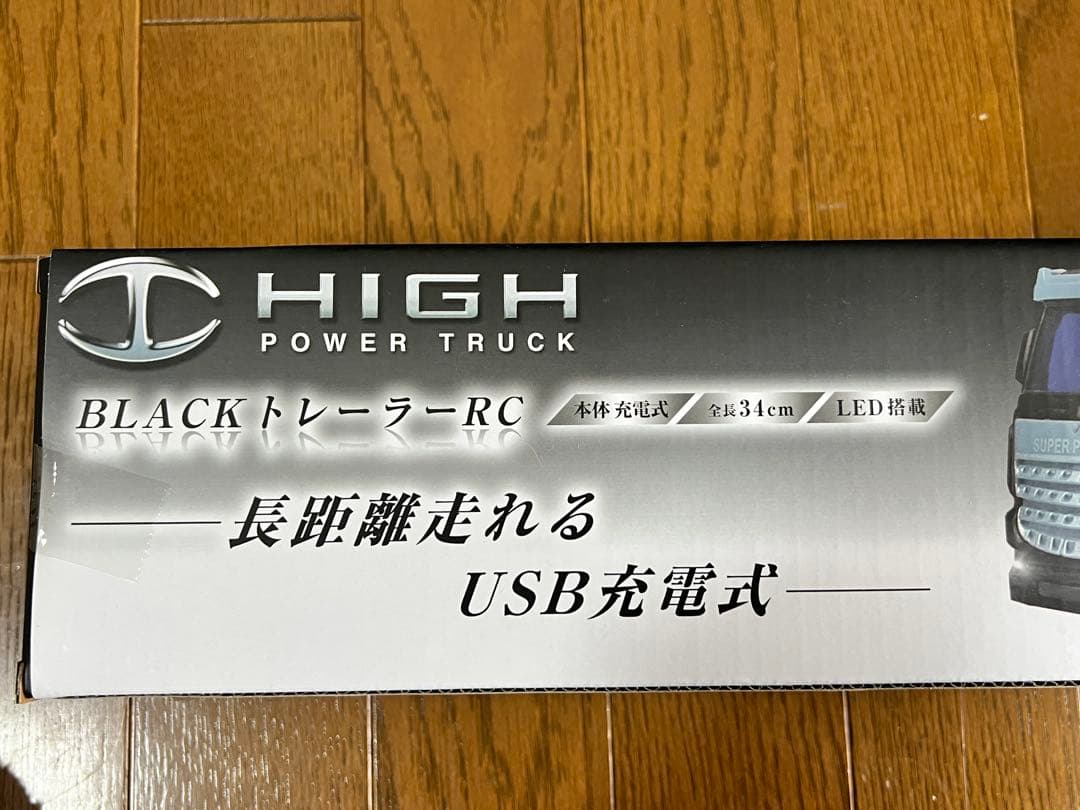 HIGH
POWER TRUCK
BLACKトレーラーRC 本体充電式 全長34cm LED搭載
長距離走れる
USB充電式
SUPER